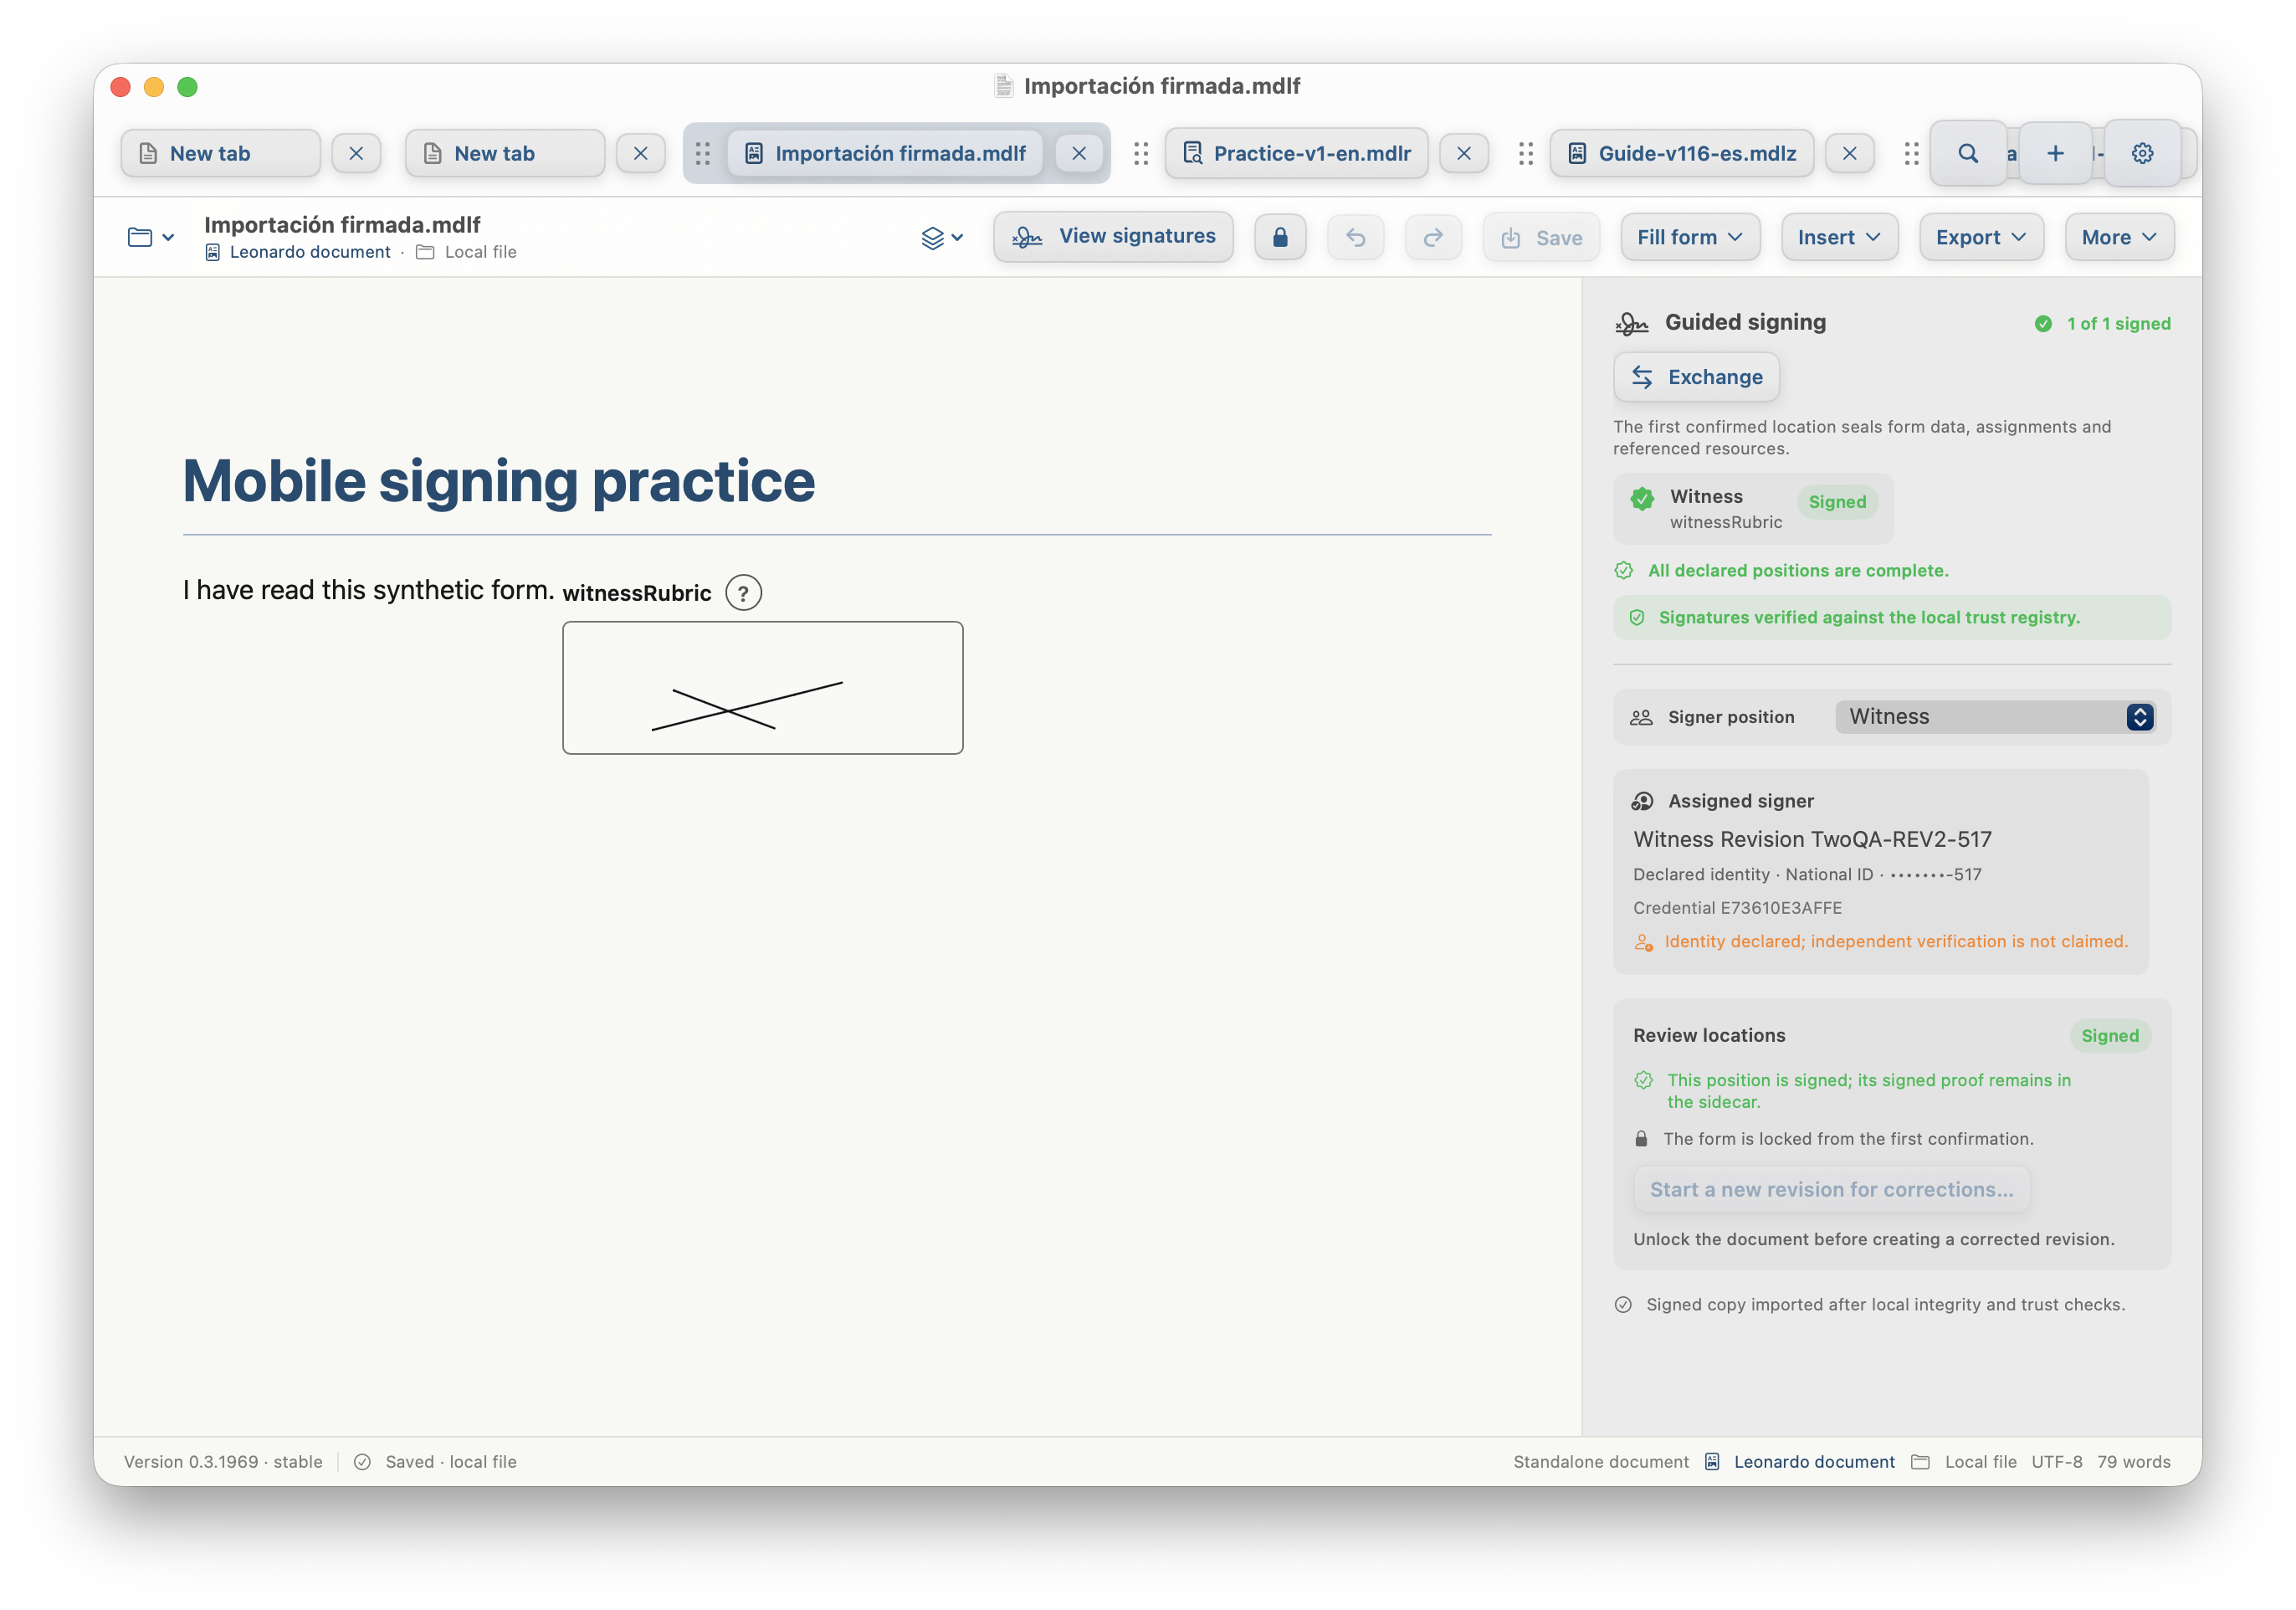 Importación firmada.mdlf
New tab
New tab
Importación firmada.mdlf
Practice-v1-en.mdlr
Guide-v116-es.mdlz
Importación firmada.mdlf
Leonardo document · Local file
View signatures
Save
Fill form
Insert
Export
More
Mobile signing practice
I have read this synthetic form. witnessRubric ?
Guided signing
1 of 1 signed
Exchange
The first confirmed location seals form data, assignments and
referenced resources.
Witness
witnessRubric
Signed
All declared positions are complete.
Signatures verified against the local trust registry.
Signer position
Witness
Assigned signer
Witness Revision TwoQA-REV2-517
Declared identity · National ID · •••••••-517
Credential E73610E3AFFE
Identity declared; independent verification is not claimed.
Review locations
Signed
This position is signed; its signed proof remains in
the sidecar.
The form is locked from the first confirmation.
Start a new revision for corrections...
Unlock the document before creating a corrected revision.
Signed copy imported after local integrity and trust checks.
Version 0.3.1969 · stable
Saved · local file
Standalone document
Leonardo document
Local file
UTF-8
79 words